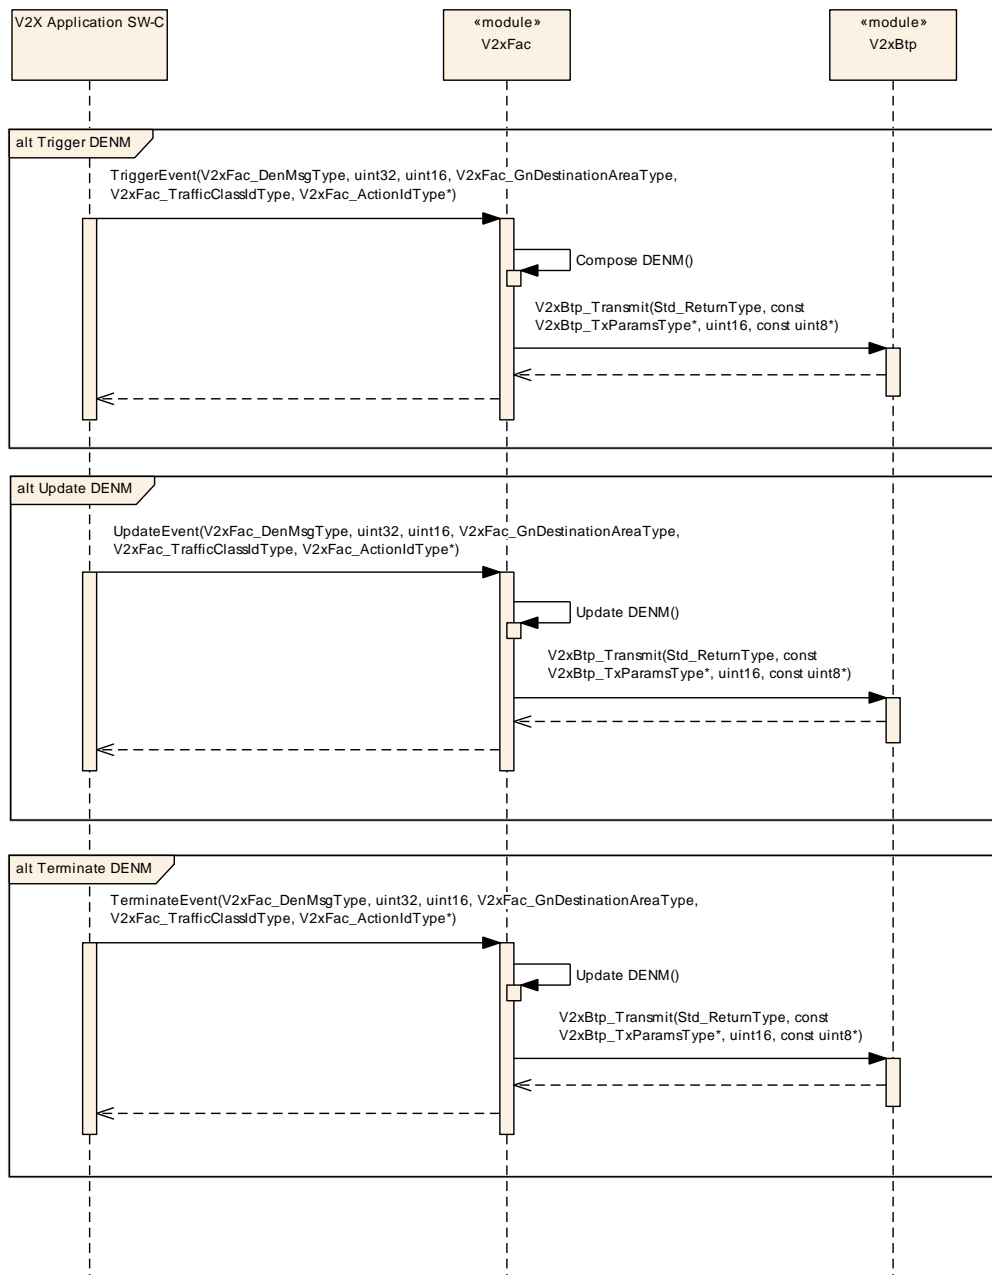 V2X Application SW-C
«module»
V2xFac
«module»
V2xBtp
alt Trigger DENM
TriggerEvent(V2xFac_DenMsgType, uint32, uint16, V2xFac_GnDestinationAreaType,
V2xFac_TrafficClassIdType, V2xFac_ActionIdType*)
Compose DENM()
V2xBtp_Transmit(Std_ReturnType, const
V2xBtp_TxParamsType*, uint16, const uint8*)
alt Update DENM
UpdateEvent(V2xFac_DenMsgType, uint32, uint16, V2xFac_GnDestinationAreaType,
V2xFac_TrafficClassIdType, V2xFac_ActionIdType*)
Update DENM()
V2xBtp_Transmit(Std_ReturnType, const
V2xBtp_TxParamsType*, uint16, const uint8*)
alt Terminate DENM
TerminateEvent(V2xFac_DenMsgType, uint32, uint16, V2xFac_GnDestinationAreaType,
V2xFac_TrafficClassIdType, V2xFac_ActionIdType*)
Update DENM()
V2xBtp_Transmit(Std_ReturnType, const
V2xBtp_TxParamsType*, uint16, const uint8*)